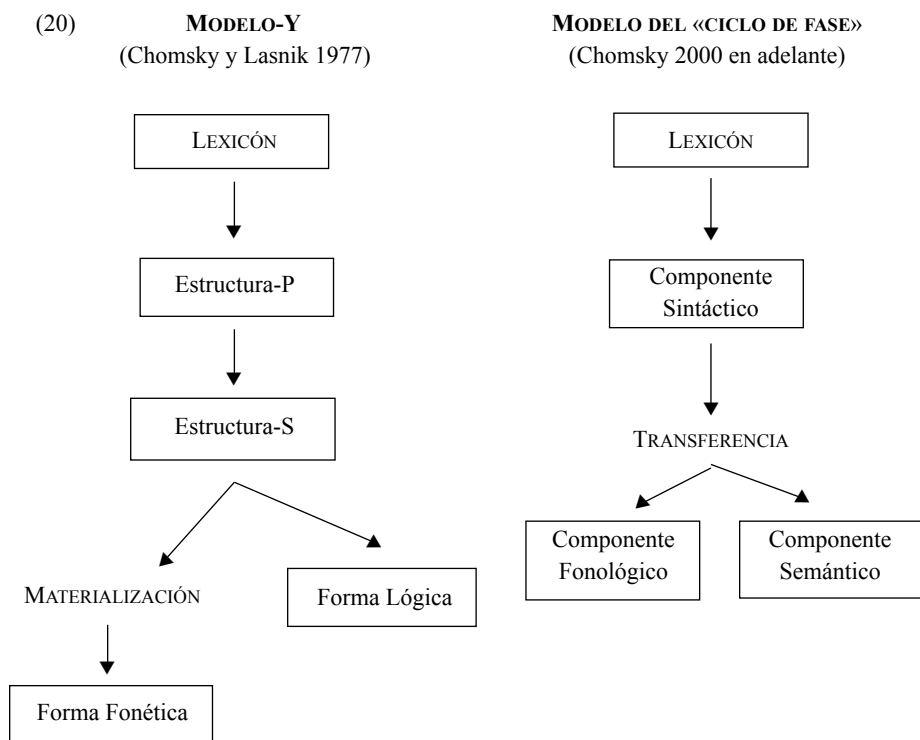 (20)
MODELO-Y
(Chomsky y Lasnik 1977)
LEXICÓN
Estructura-P
Estructura-S
MATERIALIZACIÓN
Forma Lógica
Forma Fonética
MODELO DEL «CICLO DE FASE»
(Chomsky 2000 en adelante)
LEXICÓN
Componente
Sintáctico
TRANSFERENCIA
Componente
Fonológico
Componente
Semántico